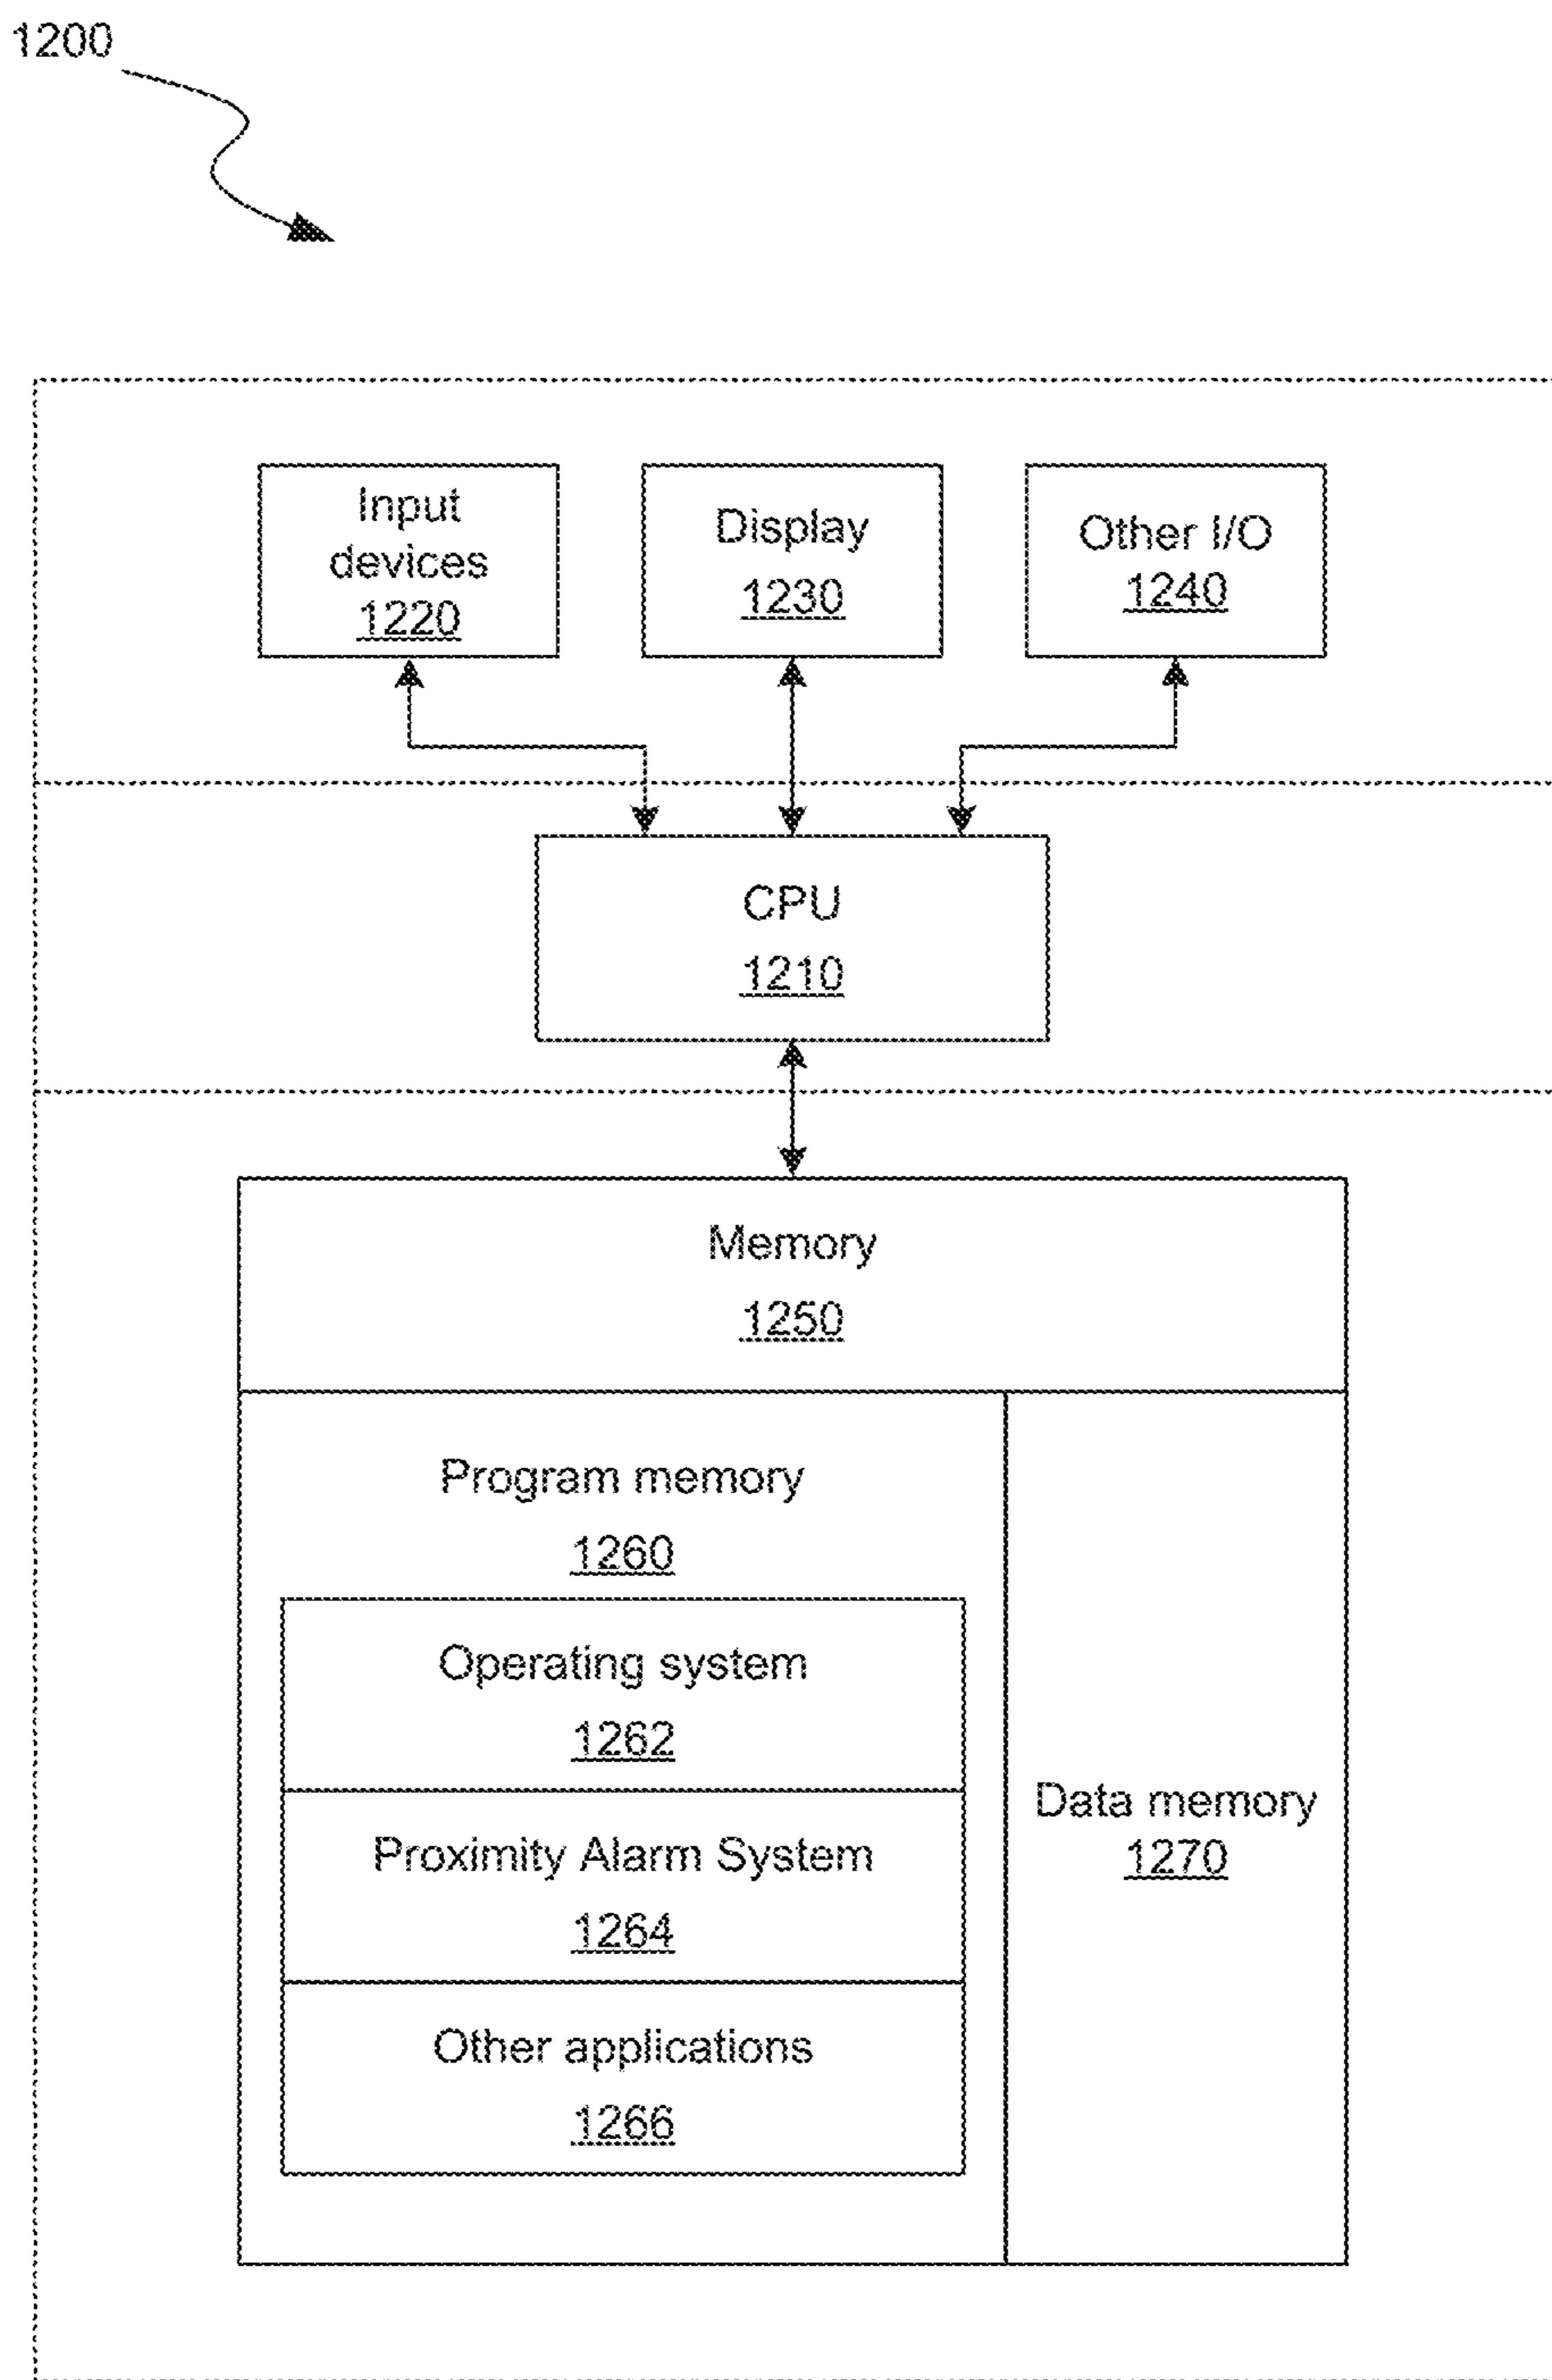 1200
Input
devices
1220
Display
1230
Other I/O
1240
CPU
1210
Memory
1250
Program memory
1260
Operating system
1262
Proximity Alarm System
1264
Other applications
1266
Data memory
1270